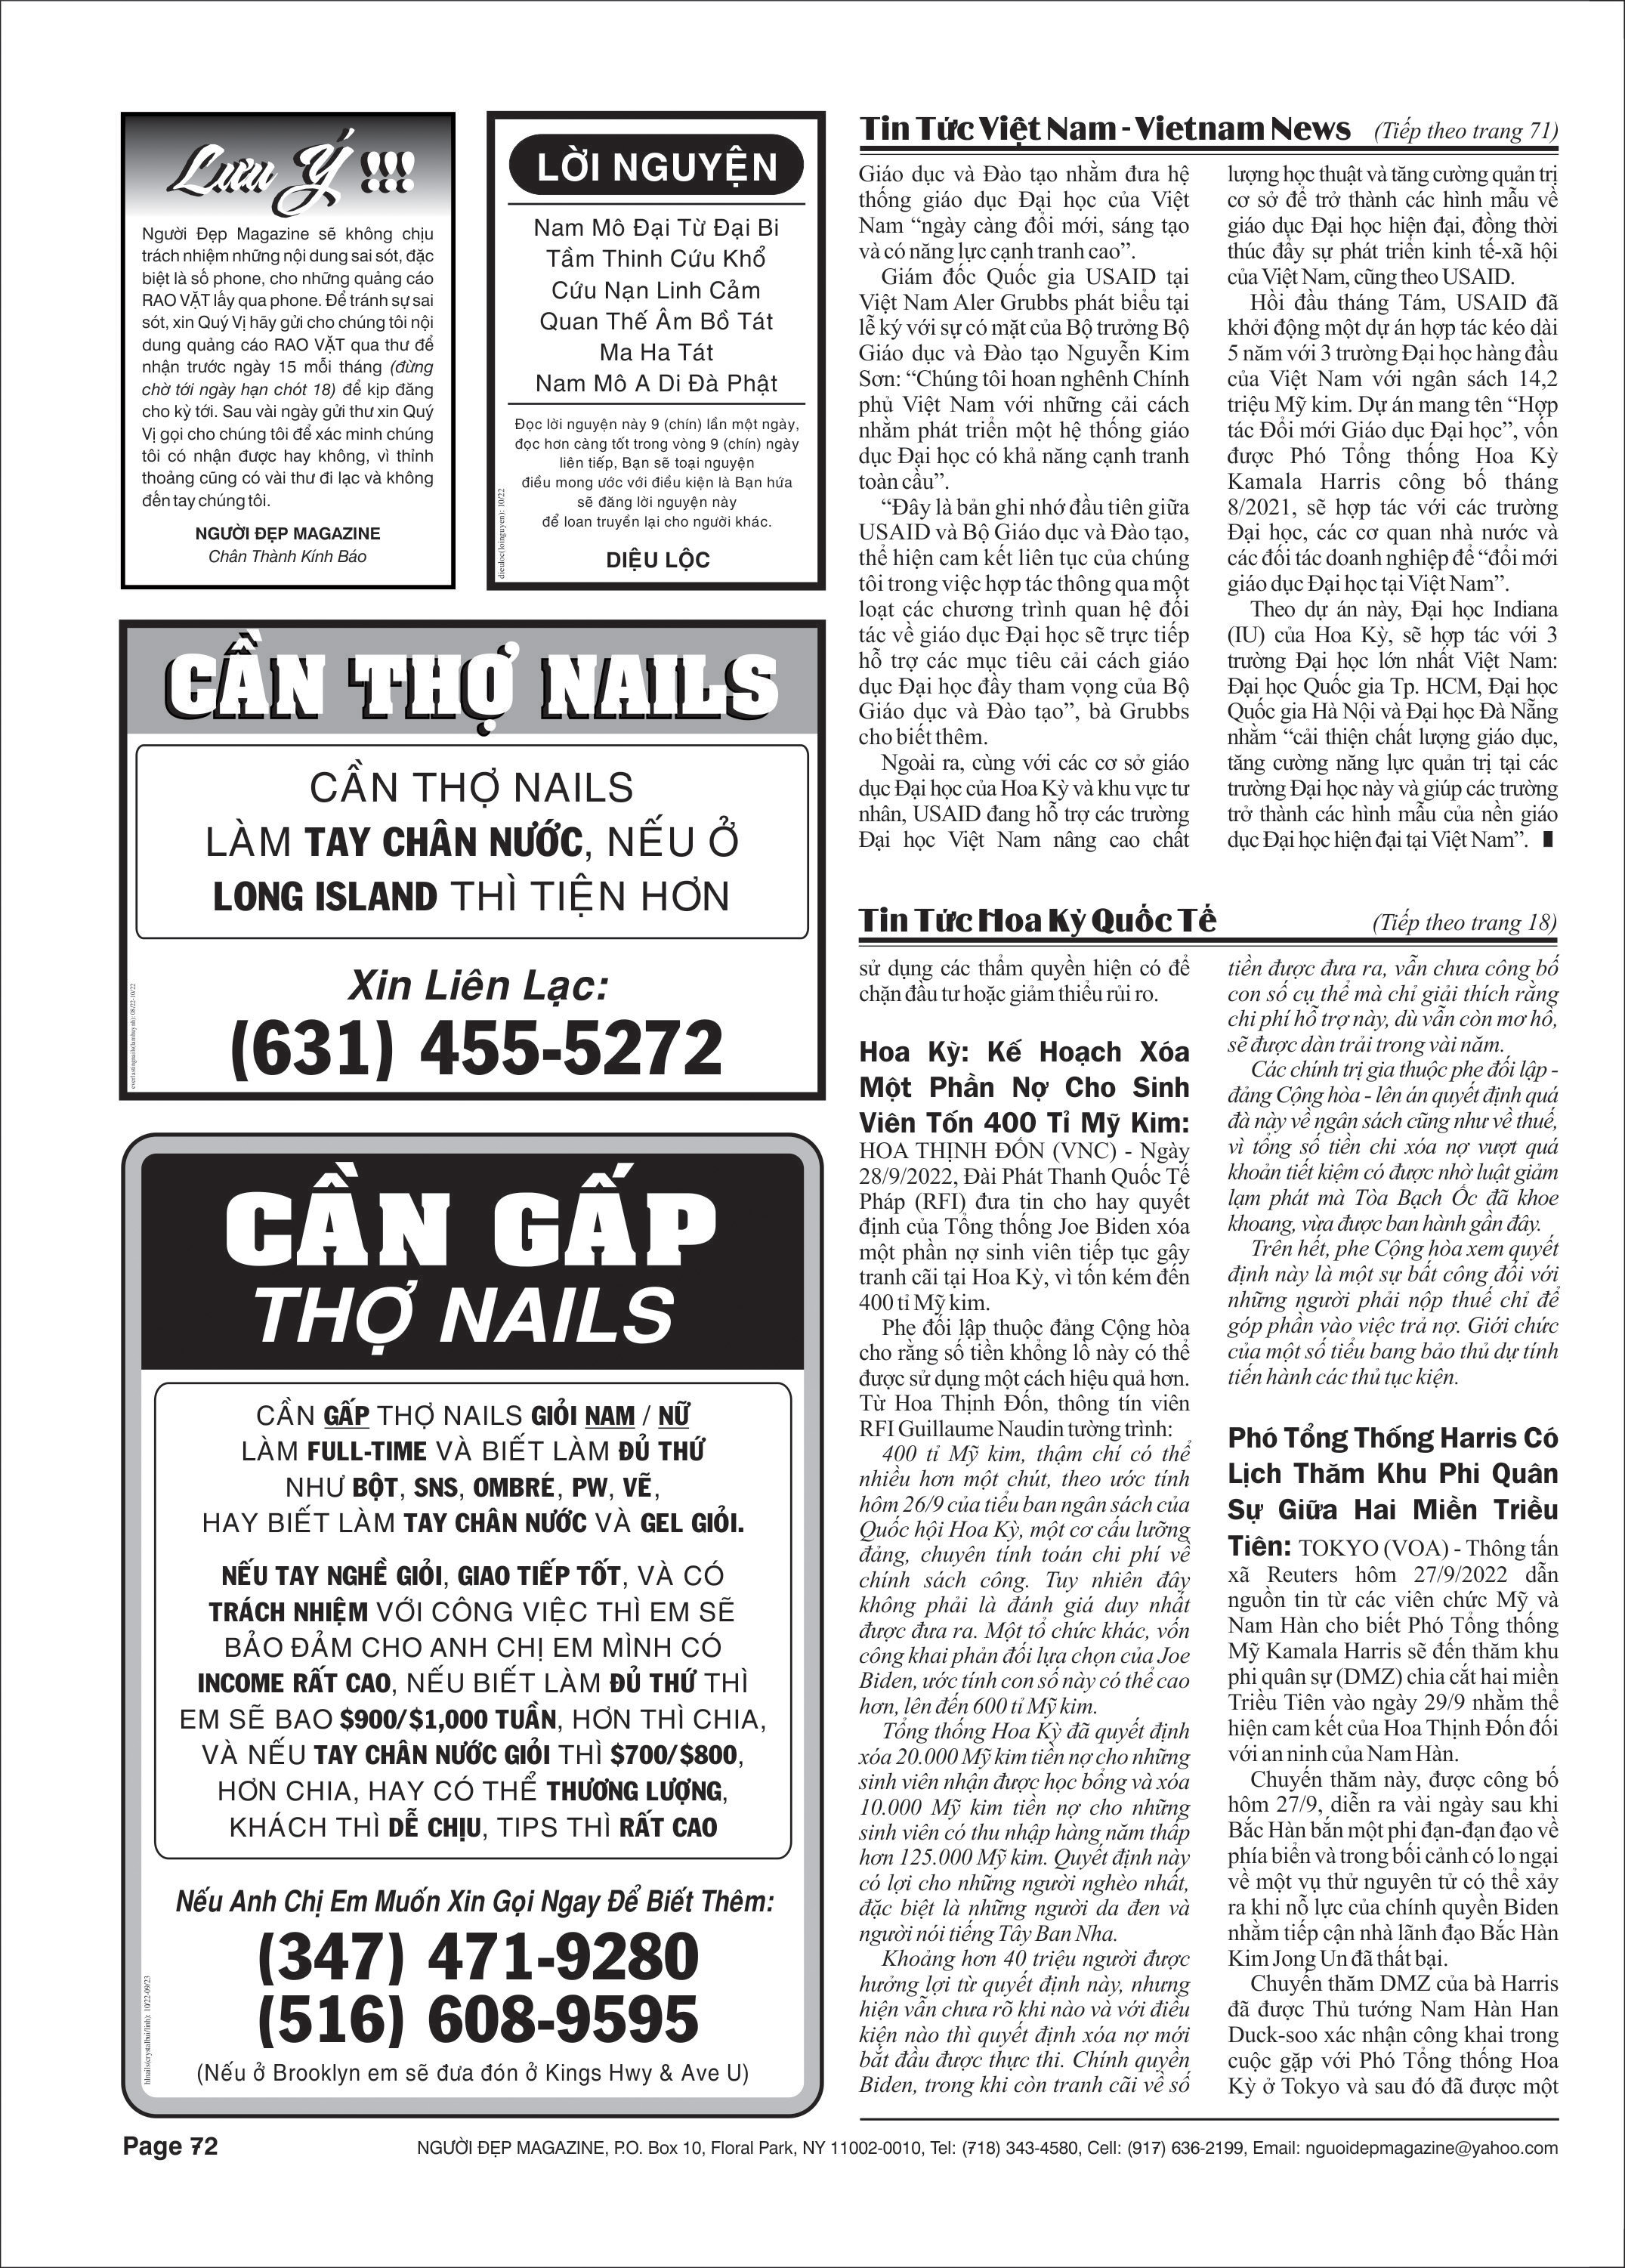 Lưu Ý !!!
Người Đẹp Magazine sẽ không chịu
trách nhiệm những nội dung sai sót, đặc
biệt là số phone, cho những quảng cáo
RAO VẶT lấy qua phone. Để tránh sự sai
sót, xin Quý Vị hãy gửi cho chúng tôi nội
dung quảng cáo RAO VẶT qua thư để
nhận trước ngày 15 mỗi tháng (đừng
chờ tới ngày hạn chót 18) để kịp đăng
cho kỳ tới. Sau vài ngày gửi thư xin Quý
Vị gọi cho chúng tôi để xác minh chúng
tôi có nhận được hay không, vì thỉnh
thoảng cũng có vài thư đi lạc và không
đến tay chúng tôi.
NGƯỜI ĐẸP MAGAZINE
Chân Thành Kính Báo
LỜI NGUYỆN
Nam Mô Đại Từ Đại Bi
Tầm Thinh Cứu Khổ
Cứu Nạn Linh Cảm
Quan Thế Âm Bồ Tát
Ma Ha Tát
Nam Mô A Di Đà Phật
Đọc lời nguyện này 9 (chín) lần một ngày,
đọc hơn càng tốt trong vòng 9 (chín) ngày
liên tiếp, Bạn sẽ toại nguyện
điều mong ước với điều kiện là Bạn hứa
sẽ đăng lời nguyện này
để loan truyền lại cho người khác.
DIỆU LỘC
dieuloc(loinguyen): 10/22
CẦN THỢ NAILS
CẦN THỢ NAILS
LÀM TAY CHÂN NƯỚC, NẾU Ở
LONG ISLAND THÌ TIỆN HƠN
Xin Liên Lạc:
(631) 455-5272
CẦN GẤP
THỢ NAILS
CẦN GẤP THỢ NAILS GIỎI NAM / NỮ
LÀM FULL-TIME VÀ BIẾT LÀM ĐỦ THỨ
NHƯ BỘT, SNS, OMBRÉ, PW, VẼ,
HAY BIẾT LÀM TAY CHÂN NƯỚC VÀ GEL GIỎI.
NẾU TAY NGHỀ GIỎI, GIAO TIẾP TỐT, VÀ CÓ
TRÁCH NHIỆM VỚI CÔNG VIỆC THÌ EM SẼ
BẢO ĐẢM CHO ANH CHỊ EM MÌNH CÓ
INCOME RẤT CAO, NẾU BIẾT LÀM ĐỦ THỨ THÌ
EM SẼ BAO $900/$1,000 TUẦN, HƠN THÌ CHIA,
VÀ NẾU TAY CHÂN NƯỚC GIỎI THÌ $700/$800,
HƠN CHIA, HAY CÓ THỂ THƯƠNG LƯỢNG,
KHÁCH THÌ DỄ CHỊU, TIPS THÌ RẤT CAO
Nếu Anh Chị Em Muốn Xin Gọi Ngay Để Biết Thêm:
(347) 471-9280
(516) 608-9595
(Nếu ở Brooklyn em sẽ đưa đón ở Kings Hwy & Ave U)
Tin Tức Việt Nam - Vietnam News (Tiếp theo trang 71)
Giáo dục và Đào tạo nhằm đưa hệ
thống giáo dục Đại học của Việt
Nam “ngày càng đổi mới, sáng tạo
và có năng lực cạnh tranh cao”.
Giám đốc Quốc gia USAID tại
Việt Nam Aler Grubbs phát biểu tại
lễ ký với sự có mặt của Bộ trưởng Bộ
Giáo dục và Đào tạo Nguyễn Kim
Sơn: “Chúng tôi hoan nghênh Chính
phủ Việt Nam với những cải cách
nhằm phát triển một hệ thống giáo
dục Đại học có khả năng cạnh tranh
toàn cầu”.
“Đây là bản ghi nhớ đầu tiên giữa
USAID và Bộ Giáo dục và Đào tạo,
thể hiện cam kết liên tục của chúng
tôi trong việc hợp tác thông qua một
loạt các chương trình quan hệ đối
tác về giáo dục Đại học sẽ trực tiếp
hỗ trợ các mục tiêu cải cách giáo
dục Đại học đầy tham vọng của Bộ
Giáo dục và Đào tạo”, bà Grubbs
cho biết thêm.
Ngoài ra, cùng với các cơ sở giáo
dục Đại học của Hoa Kỳ và khu vực tư
nhân, USAID đang hỗ trợ các trường
Đại học Việt Nam nâng cao chất
lượng học thuật và tăng cường quản trị
cơ sở để trở thành các hình mẫu về
giáo dục Đại học hiện đại, đồng thời
thúc đẩy sự phát triển kinh tế-xã hội
của Việt Nam, cũng theo USAID.
Hồi đầu tháng Tám, USAID đã
khởi động một dự án hợp tác kéo dài
5 năm với 3 trường Đại học hàng đầu
của Việt Nam với ngân sách 14,2
triệu Mỹ kim. Dự án mang tên “Hợp
tác Đổi mới Giáo dục Đại học”, vốn
được Phó Tổng thống Hoa Kỳ
Kamala Harris công bố tháng
8/2021, sẽ hợp tác với các trường
Đại học, các cơ quan nhà nước và
các đối tác doanh nghiệp để “đổi mới
giáo dục Đại học tại Việt Nam”.
Theo dự án này, Đại học Indiana
(IU) của Hoa Kỳ, sẽ hợp tác với 3
trường Đại học lớn nhất Việt Nam:
Đại học Quốc gia Tp. HCM, Đại học
Quốc gia Hà Nội và Đại học Đà Nẵng
nhằm “cải thiện chất lượng giáo dục,
tăng cường năng lực quản trị tại các
trường Đại học này và giúp các trường
trở thành các hình mẫu của nền giáo
dục Đại học hiện đại tại Việt Nam”.
Tin Tức Hoa Kỳ Quốc Tế (Tiếp theo trang 18)
sử dụng các thẩm quyền hiện có để
chặn đầu tư hoặc giảm thiểu rủi ro.
Hoa Kỳ: Kế Hoạch Xóa
Một Phần Nợ Cho Sinh
Viên Tốn 400 Tỉ Mỹ Kim:
HOA THỊNH ĐỐN (VNC) - Ngày
28/9/2022, Đài Phát Thanh Quốc Tế
Pháp (RFI) đưa tin cho hay quyết
định của Tổng thống Joe Biden xóa
một phần nợ sinh viên tiếp tục gây
tranh cãi tại Hoa Kỳ, vì tốn kém đến
400 tỉ Mỹ kim.
Phe đối lập thuộc đảng Cộng hòa
cho rằng số tiền khổng lồ này có thể
được sử dụng một cách hiệu quả hơn.
Từ Hoa Thịnh Đốn, thông tín viên
RFI Guillaume Naudin tường trình:
400 tỉ Mỹ kim, thậm chí có thể
nhiều hơn một chút, theo ước tính
hôm 26/9 của tiểu ban ngân sách của
Quốc hội Hoa Kỳ, một cơ cấu lưỡng
đảng, chuyên tính toán chi phí về
chính sách công. Tuy nhiên đây
không phải là đánh giá duy nhất
được đưa ra. Một tổ chức khác, vốn
công khai phản đối lựa chọn của Joe
Biden, ước tính con số này có thể cao
hơn, lên đến 600 tỉ Mỹ kim.
Tổng thống Hoa Kỳ đã quyết định
xóa 20.000 Mỹ kim tiền nợ cho những
sinh viên nhận được học bổng và xóa
10.000 Mỹ kim tiền nợ cho những
sinh viên có thu nhập hàng năm thấp
hơn 125.000 Mỹ kim. Quyết định này
có lợi cho những người nghèo nhất,
đặc biệt là những người da đen và
người nói tiếng Tây Ban Nha.
Khoảng hơn 40 triệu người được
hưởng lợi từ quyết định này, nhưng
hiện vẫn chưa rõ khi nào và với điều
kiện nào thì quyết định xóa nợ mới
bắt đầu được thực thi. Chính quyền
Biden, trong khi còn tranh cãi về số
tiền được đưa ra, vẫn chưa công bố
con số cụ thể mà chỉ giải thích rằng
chi phí hỗ trợ này, dù vẫn còn mơ hồ,
sẽ được dàn trải trong vài năm.
Các chính trị gia thuộc phe đối lập -
đảng Cộng hòa - lên án quyết định quá
đà này về ngân sách cũng như về thuế,
vì tổng số tiền chi xóa nợ vượt quá
khoản tiết kiệm có được nhờ luật giảm
lạm phát mà Tòa Bạch Ốc đã khoe
khoang, vừa được ban hành gần đây.
Trên hết, phe Cộng hòa xem quyết
định này là một sự bất công đối với
những người phải nộp thuế chỉ để
góp phần vào việc trả nợ. Giới chức
của một số tiểu bang bảo thủ dự tính
tiến hành các thủ tục kiện.
Phó Tổng Thống Harris Có
Lịch Thăm Khu Phi Quân
Sự Giữa Hai Miền Triều
Tiên: TOKYO (VOA) - Thông tấn
xã Reuters hôm 27/9/2022 dẫn
nguồn tin từ các viên chức Mỹ và
Nam Hàn cho biết Phó Tổng thống
Mỹ Kamala Harris sẽ đến thăm khu
phi quân sự (DMZ) chia cắt hai miền
Triều Tiên vào ngày 29/9 nhằm thể
hiện cam kết của Hoa Thịnh Đốn đối
với an ninh của Nam Hàn.
Chuyến thăm này, được công bố
hôm 27/9, diễn ra vài ngày sau khi
Bắc Hàn bắn một phi đạn-đạn đạo về
phía biển và trong bối cảnh có lo ngại
về một vụ thử nguyên tử có thể xảy
ra khi nỗ lực của chính quyền Biden
nhằm tiếp cận nhà lãnh đạo Bắc Hàn
Kim Jong Un đã thất bại.
Chuyến thăm DMZ của bà Harris
đã được Thủ tướng Nam Hàn Han
Duck-soo xác nhận công khai trong
cuộc gặp với Phó Tổng thống Hoa
Kỳ ở Tokyo và sau đó đã được một
Page 72 NGƯỜI ĐẸP MAGAZINE, P.O. Box 10, Floral Park, NY 11002-0010, Tel: (718) 343-4580, Cell: (917) 636-2199, Email: nguoidepmagazine@yahoo.com